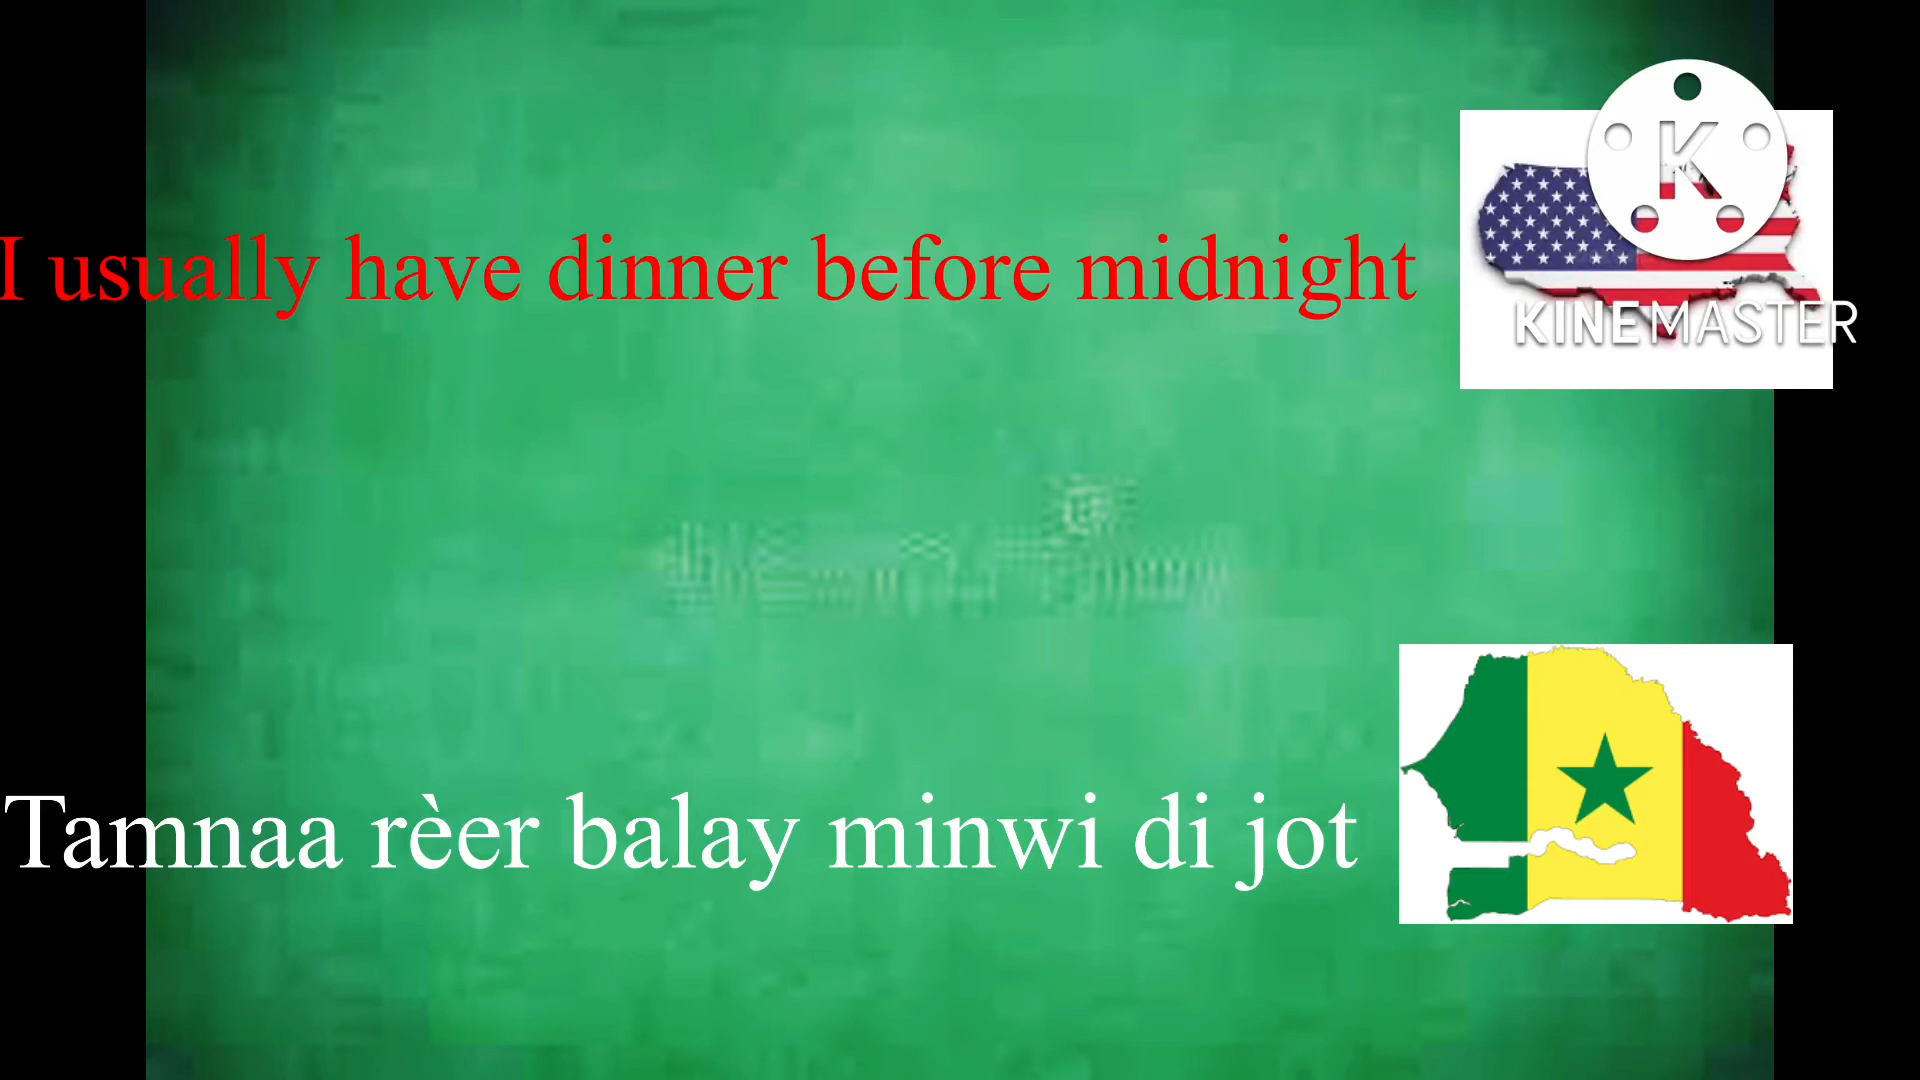 K
I usually have dinner before midnight
KINEMASTER
Tamnaa rèer balay minwi di jot